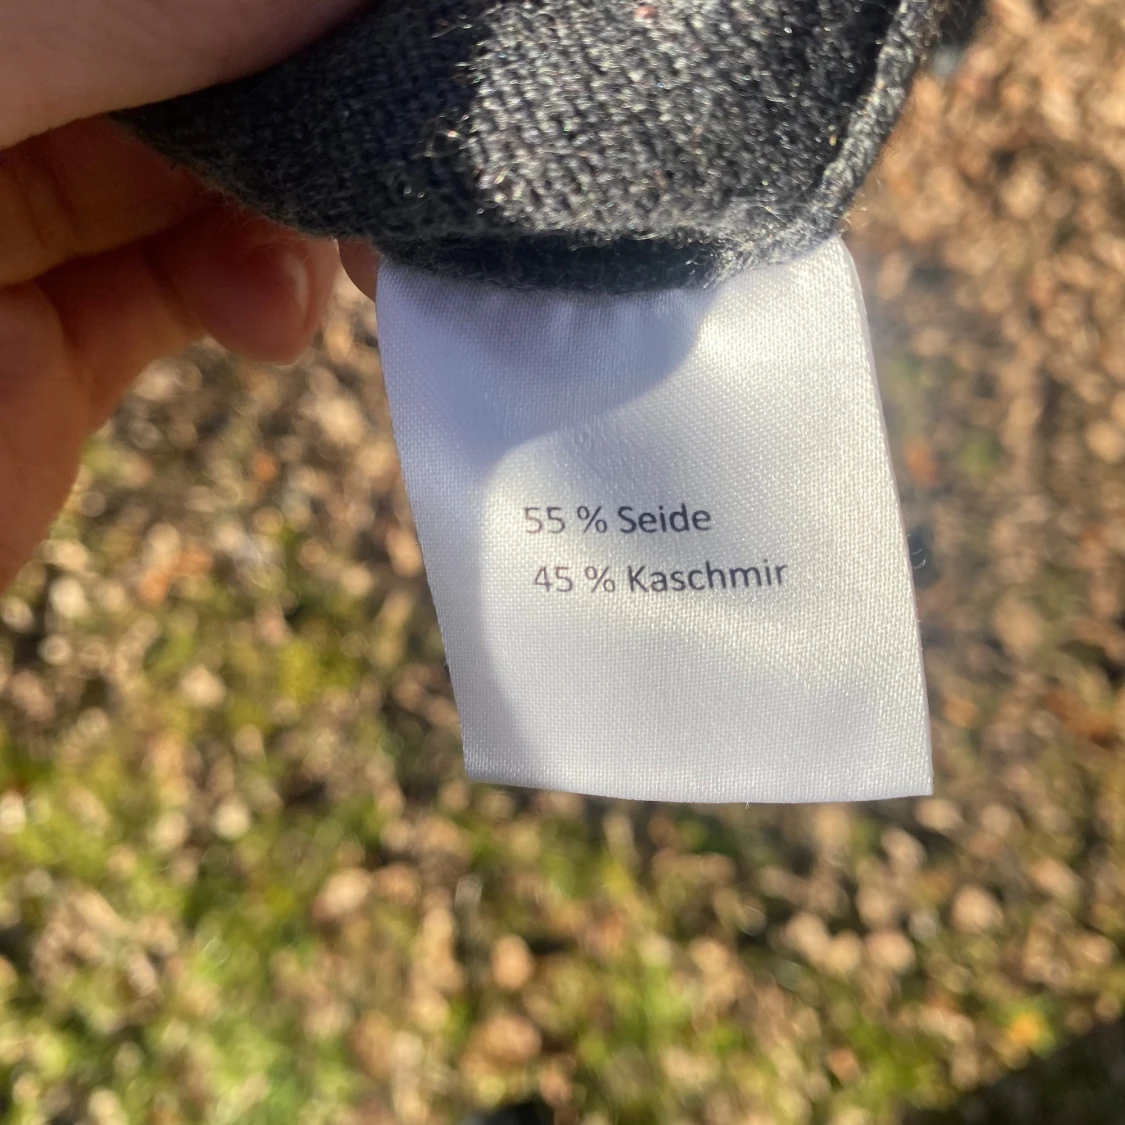 55 % Seide
45 % Kaschmir